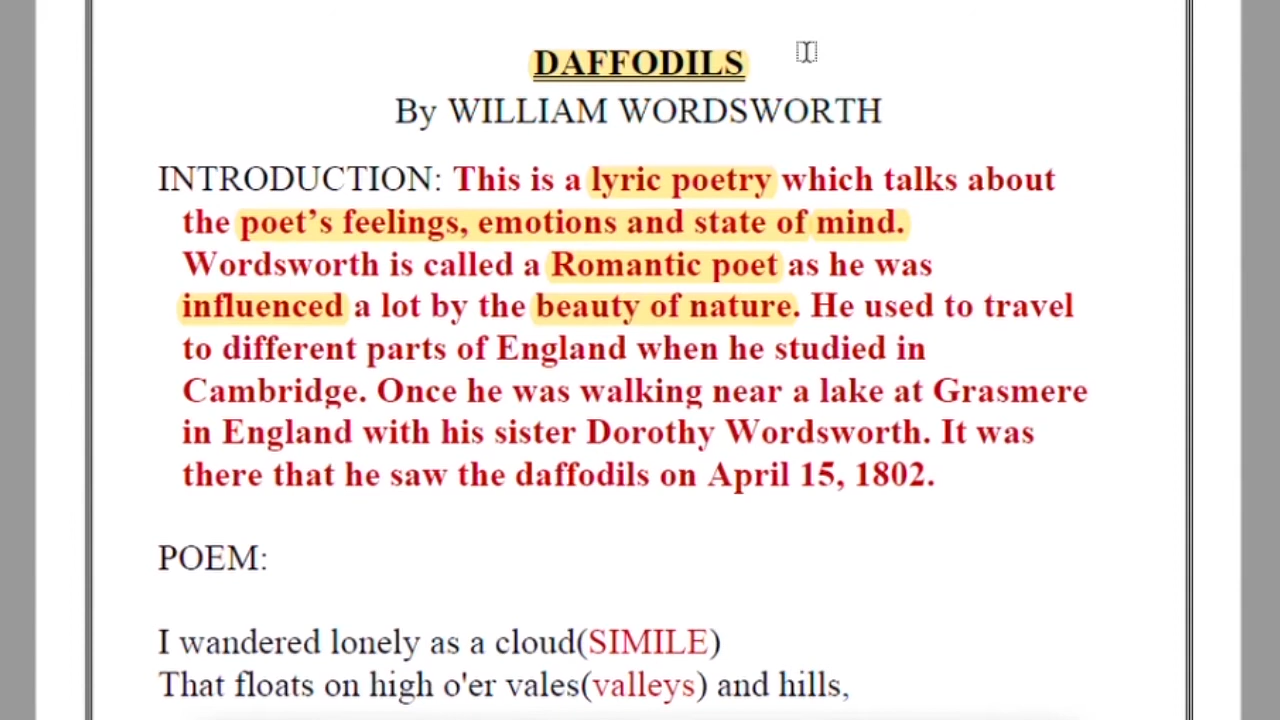 DAFFODILS
By WILLIAM WORDSWORTH
INTRODUCTION: This is a lyric poetry which talks about
the poet’s feelings, emotions and state of mind.
Wordsworth is called a Romantic poet as he was
influenced a lot by the beauty of nature. He used to travel
to different parts of England when he studied in
Cambridge. Once he was walking near a lake at Grasmere
in England with his sister Dorothy Wordsworth. It was
there that he saw the daffodils on April 15, 1802.
POEM:
I wandered lonely as a cloud(SIMILE)
That floats on high o'er vales(valleys) and hills,